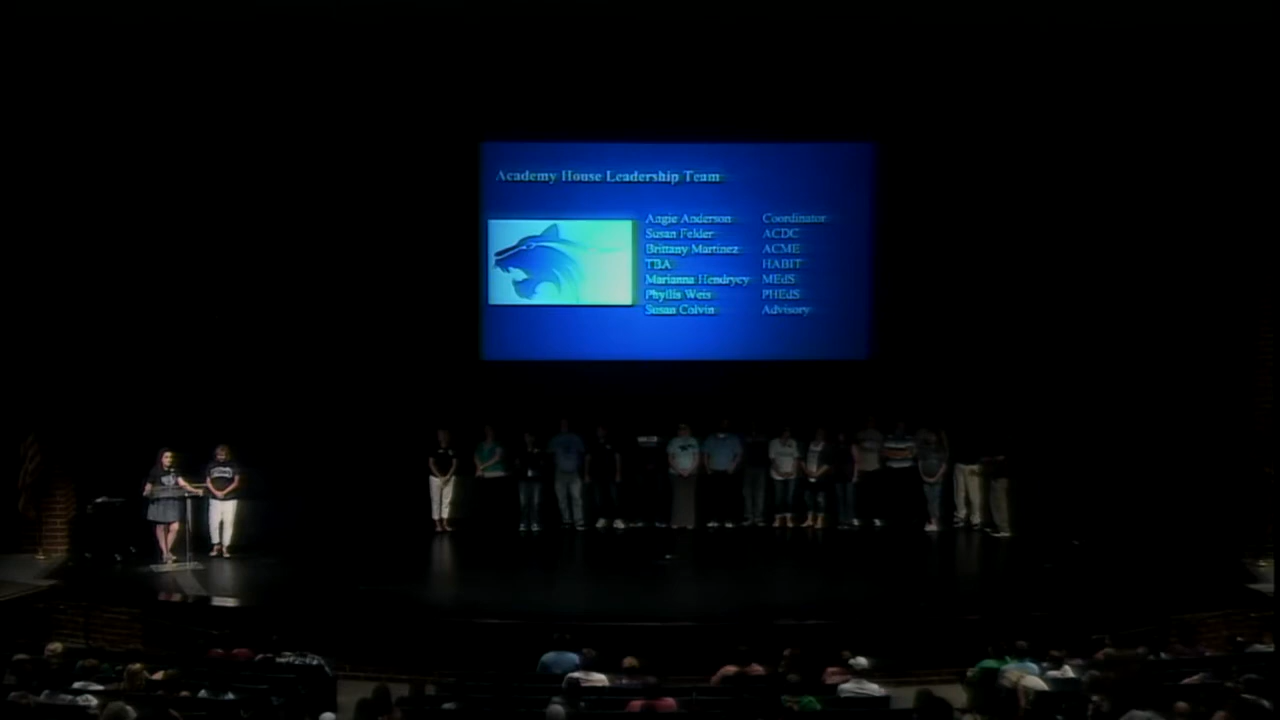 Academy House Leadership Team
Angie Anderson Coordinator
Susan Felder ACDC
Brittany Martinez ACME
TBA HABIT
Marianna Hendrycy MEdS
Phyllis Weis PHEdS
Susan Colvin Advisory